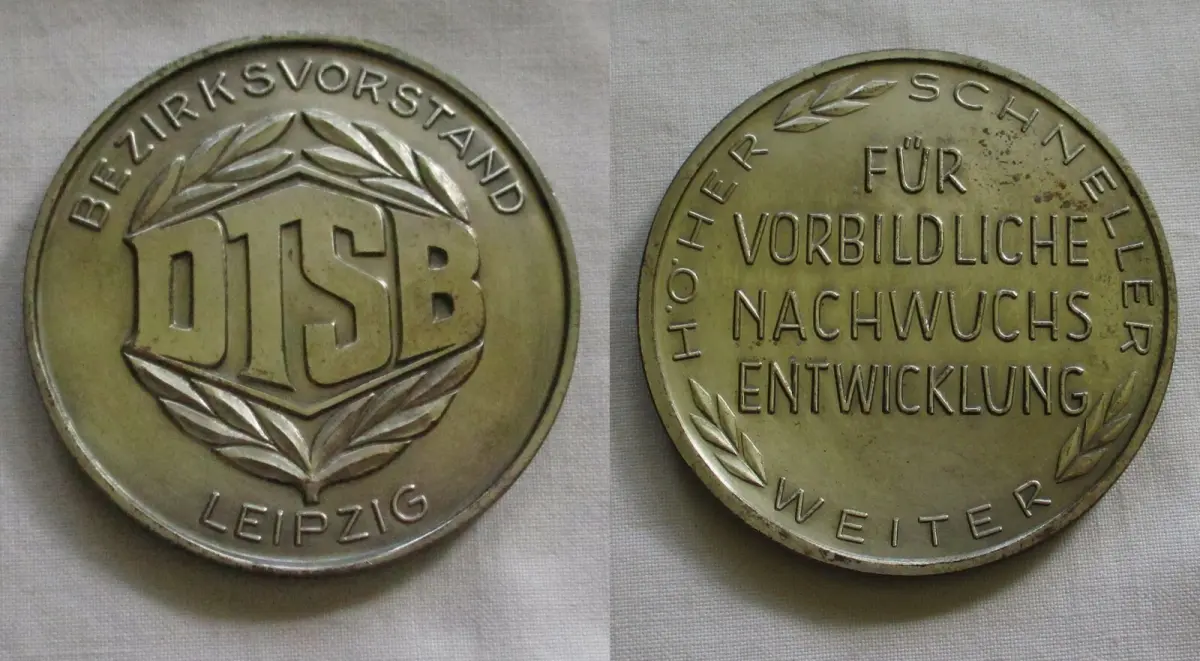 BEZIRKSVORSTAND
DTSB
LEIPZIG
HÖHER SCHNELLER
FÜR
VORBILDLICHE
NACHWUCHS
ENTWICKLUNG
WEITER